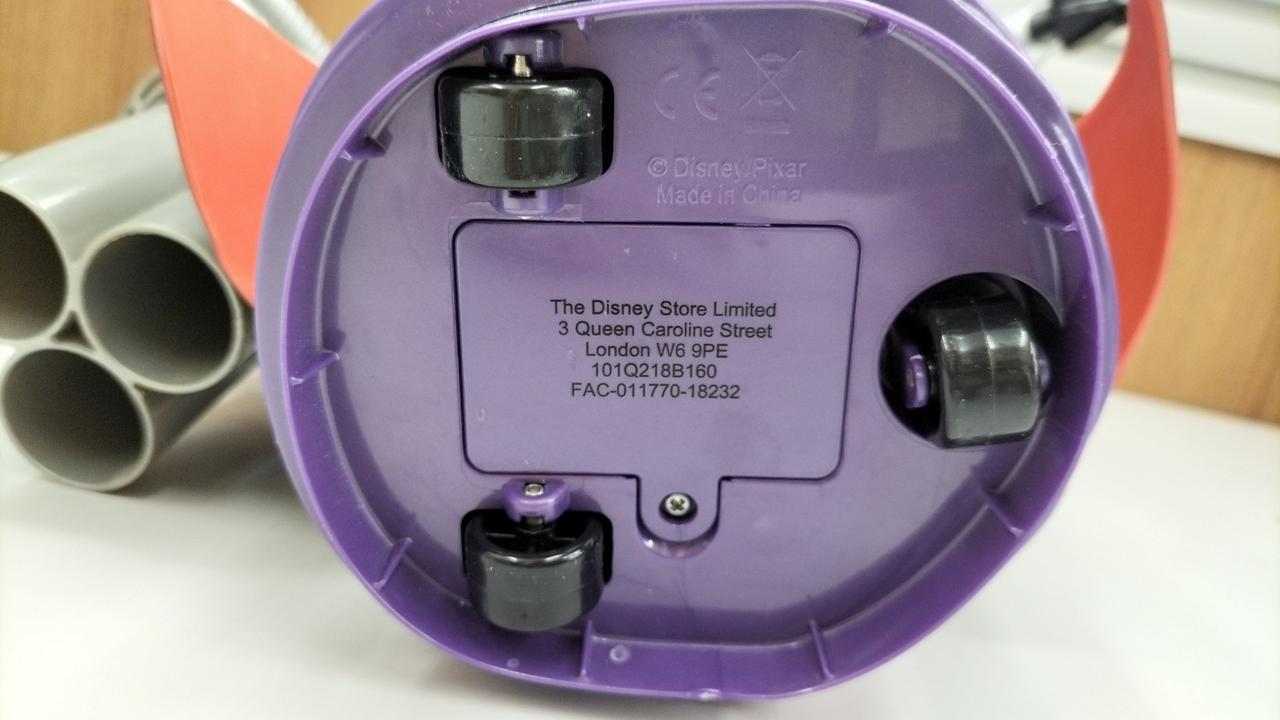 CE
© Disney/Pixar
Made in China
The Disney Store Limited
3 Queen Caroline Street
London W6 9PE
101Q218B160
FAC-011770-18232